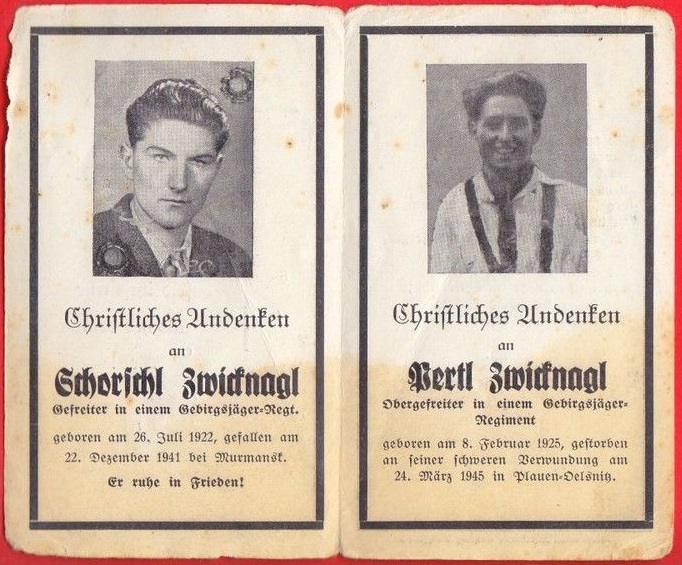 Christliches Andenken
an
Schorschl Zwicknagl
Gefreiter in einem Gebirgsjäger-Regt.
geboren am 26. Juli 1922, gefallen am
22. Dezember 1941 bei Murmansk.
Er ruhe in Frieden!
Christliches Andenken
an
Pertl Zwicknagl
Obergefreiter in einem Gebirgsjäger-
Regiment
geboren am 8. Februar 1925, gestorben
an seiner schweren Verwundung am
24. März 1945 in Plauen-Oelsnitz.